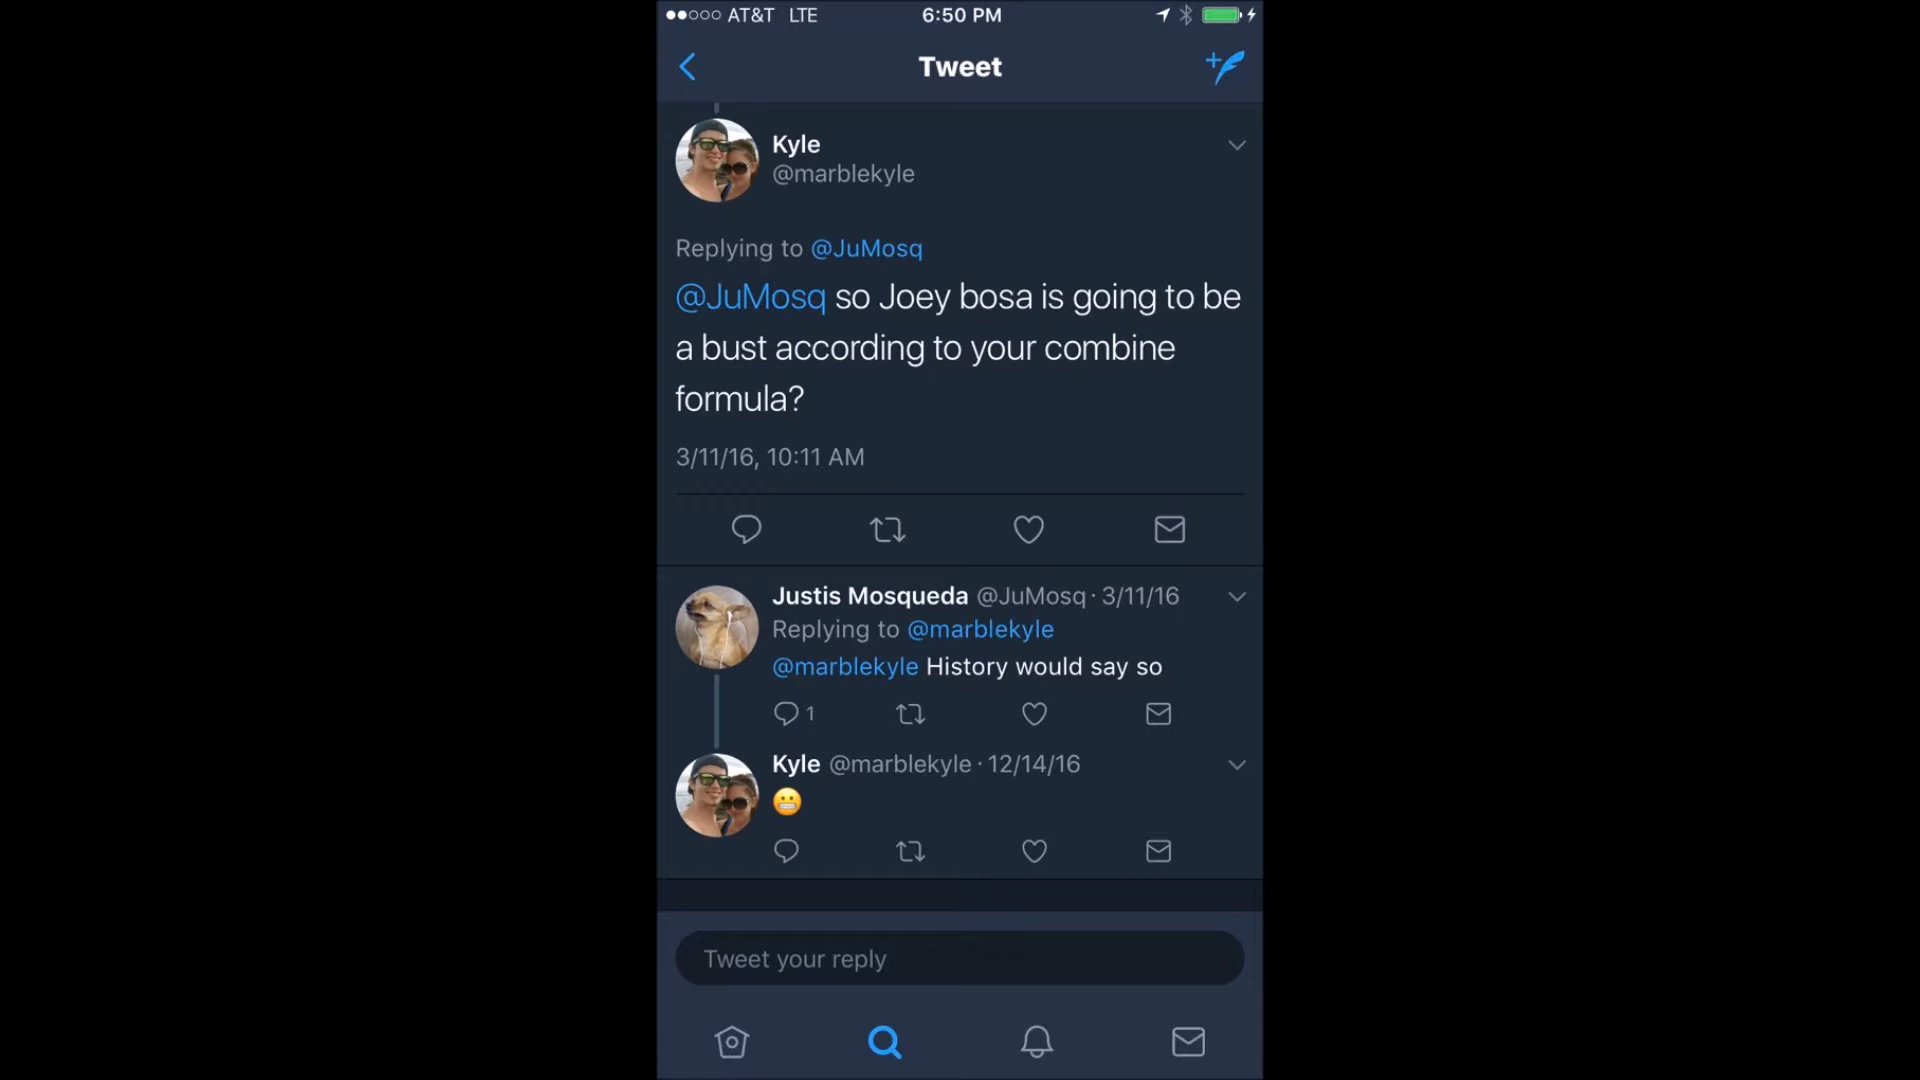 AT&T LTE 6:50 PM
Tweet
Kyle
@marblekyle
Replying to @JuMosq
@JuMosq so Joey bosa is going to be
a bust according to your combine
formula?
3/11/16, 10:11 AM
Justis Mosqueda @JuMosq · 3/11/16
Replying to @marblekyle
@marblekyle History would say so
1
Kyle @marblekyle · 12/14/16
😬
Tweet your reply